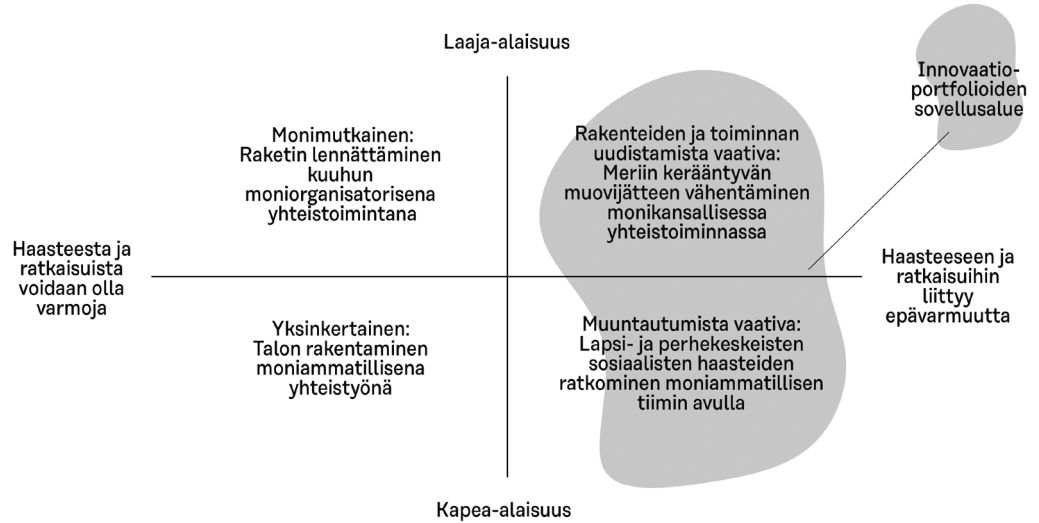 Laaja-alaisuus
Innovaatio-
portfolioiden
sovellusalue
Monimutkainen:
Raketin lennättäminen
kuuhun
moniorganisatorisena
yhteistoimintana
Rakenteiden ja toiminnan
uudistamista vaativa:
Meriin kerääntyvän
muovijätteen vähentäminen
monikansallisessa
yhteistoiminnassa
Haasteesta ja
ratkaisuista
voidaan olla
varmoja
Haasteeseen ja
ratkaisuihin
liittyy
epävarmuutta
Yksinkertainen:
Talon rakentaminen
moniammatillisena
yhteistyönä
Muuntautumista vaativa:
Lapsi- ja perhekeskeisten
sosiaalisten haasteiden
ratkominen moniammatillisen
tiimin avulla
Kapea-alaisuus